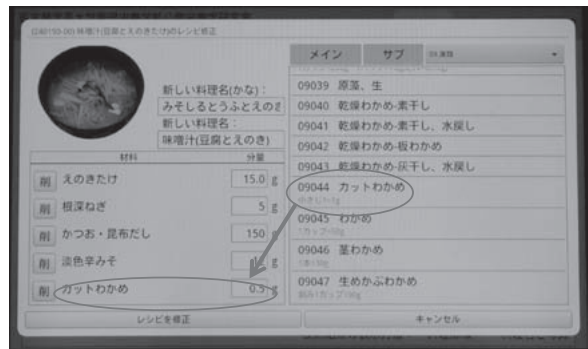 (240193-00) 味噌汁(豆腐とえのきたけ)のレシピ修正
新しい料理名(かな):
みそしるとうふとえのき
新しい料理名:
味噌汁(豆腐とえのき)
材料 分量
削 えのきたけ 15.0 g
削 根深ねぎ 5 g
削 かつお・昆布だし 150
削 淡色辛みそ g
削 カットわかめ 0.5 g
メイン サブ 09.藻類
09039 原藻、生
09040 乾燥わかめ-素干し
09041 乾燥わかめ-素干し、水戻し
09042 乾燥わかめ-板わかめ
09043 乾燥わかめ-灰干し、水戻し
09044 カットわかめ
09045 わかめ
09046 茎わかめ
09047 生めかぶわかめ
レシピを修正 キャンセル